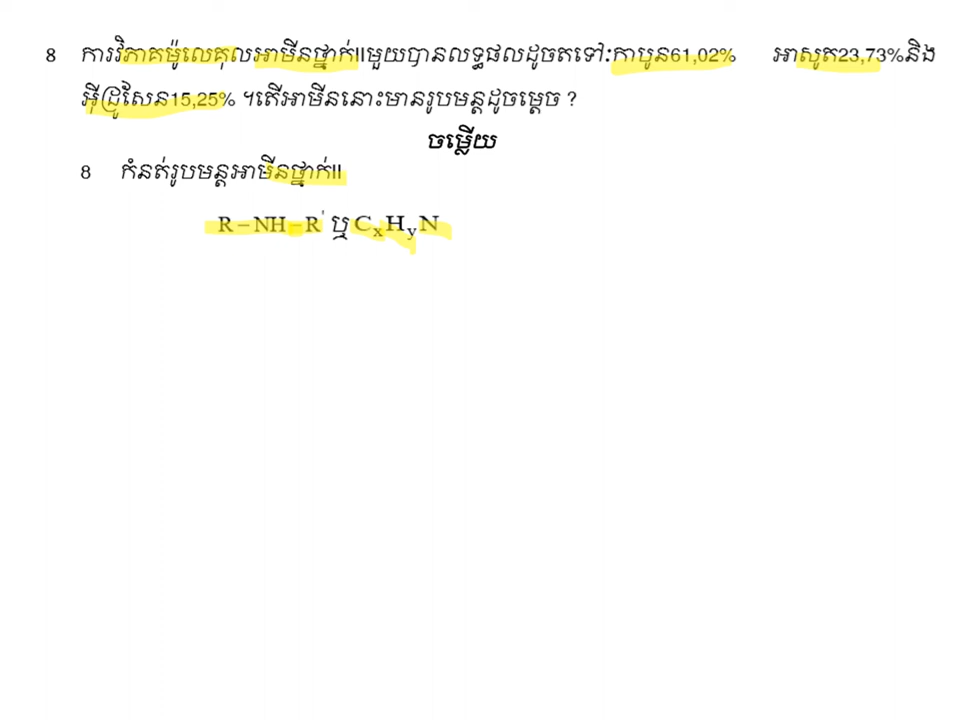 8 ការវិភាគម៉ូលេគុលអាមីនថ្នាក់IIមួយបានលទ្ធផលដូចតទៅ:កាបូន61,02% អាសូត23,73%និង
អ៊ីដ្រូសែន15,25% ។តើអាមីននោះមានរូបមន្តដូចម្តេច ?
ចម្លើយ
8 កំនត់រូបមន្តអាមីនថ្នាក់II
R – NH – R' ឬ CxHyN